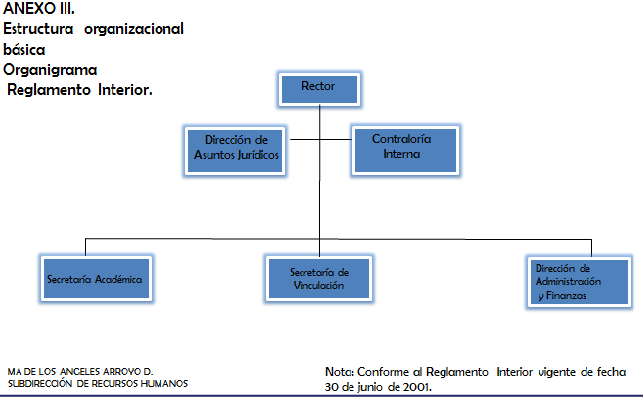 ANEXO III.
Estructura organizacional
básica
Organigrama
Reglamento Interior.
Rector
Dirección de
Asuntos Jurídicos
Contraloría
Interna
Secretaría Académica
Secretaría de
Vinculación
Dirección de
Administración
y Finanzas
MA DE LOS ANGELES ARROYO D.
SUBDIRECCIÓN DE RECURSOS HUMANOS
Nota: Conforme al Reglamento Interior vigente de fecha
30 de junio de 2001.